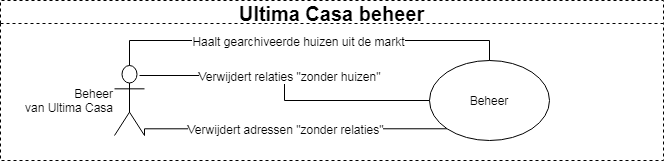 Ultima Casa beheer
Haalt gearchiveerde huizen uit de markt
Verwijdert relaties "zonder huizen"
Beheer
van Ultima Casa
Beheer
Verwijdert adressen "zonder relaties"